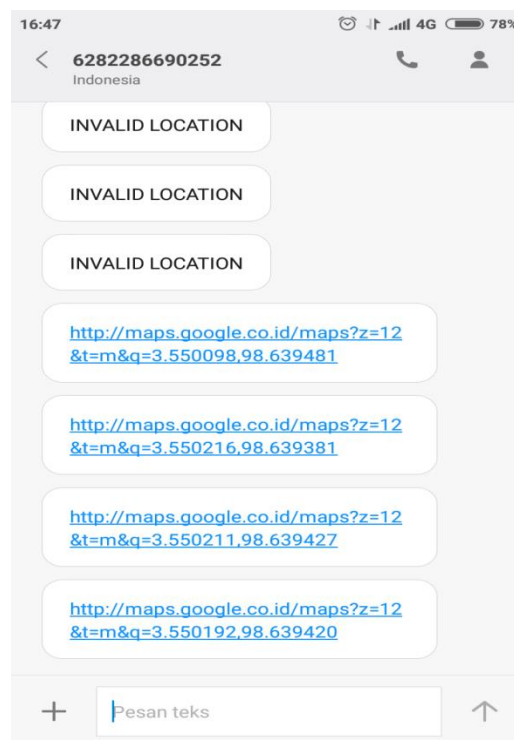 16:47 4G 78%
6282286690252
Indonesia
INVALID LOCATION
INVALID LOCATION
INVALID LOCATION
http://maps.google.co.id/maps?z=12
&t=m&q=3.550098,98.639481
http://maps.google.co.id/maps?z=12
&t=m&q=3.550216,98.639381
http://maps.google.co.id/maps?z=12
&t=m&q=3.550211,98.639427
http://maps.google.co.id/maps?z=12
&t=m&q=3.550192,98.639420
Pesan teks